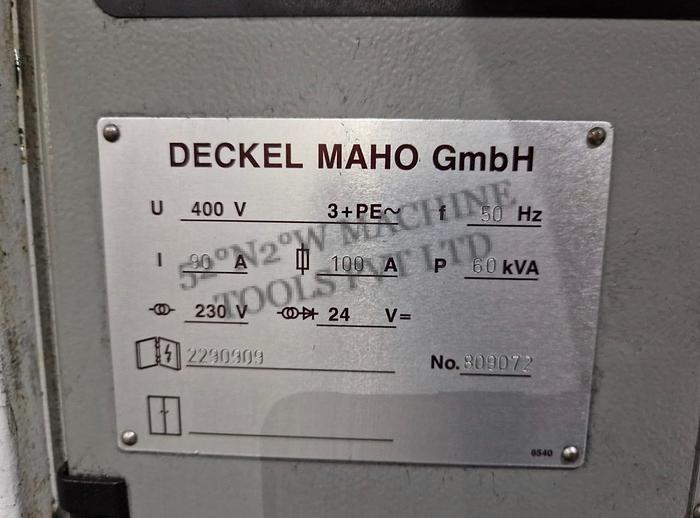 DECKEL MAHO GmbH
U 400 V 3+PE~ f 50 Hz
I 90 A 100 A P 60 kVA
230 V 24 V=
2290909 No. 809072
6540
52°N2°W MACHINE
TOOLS PVT LTD